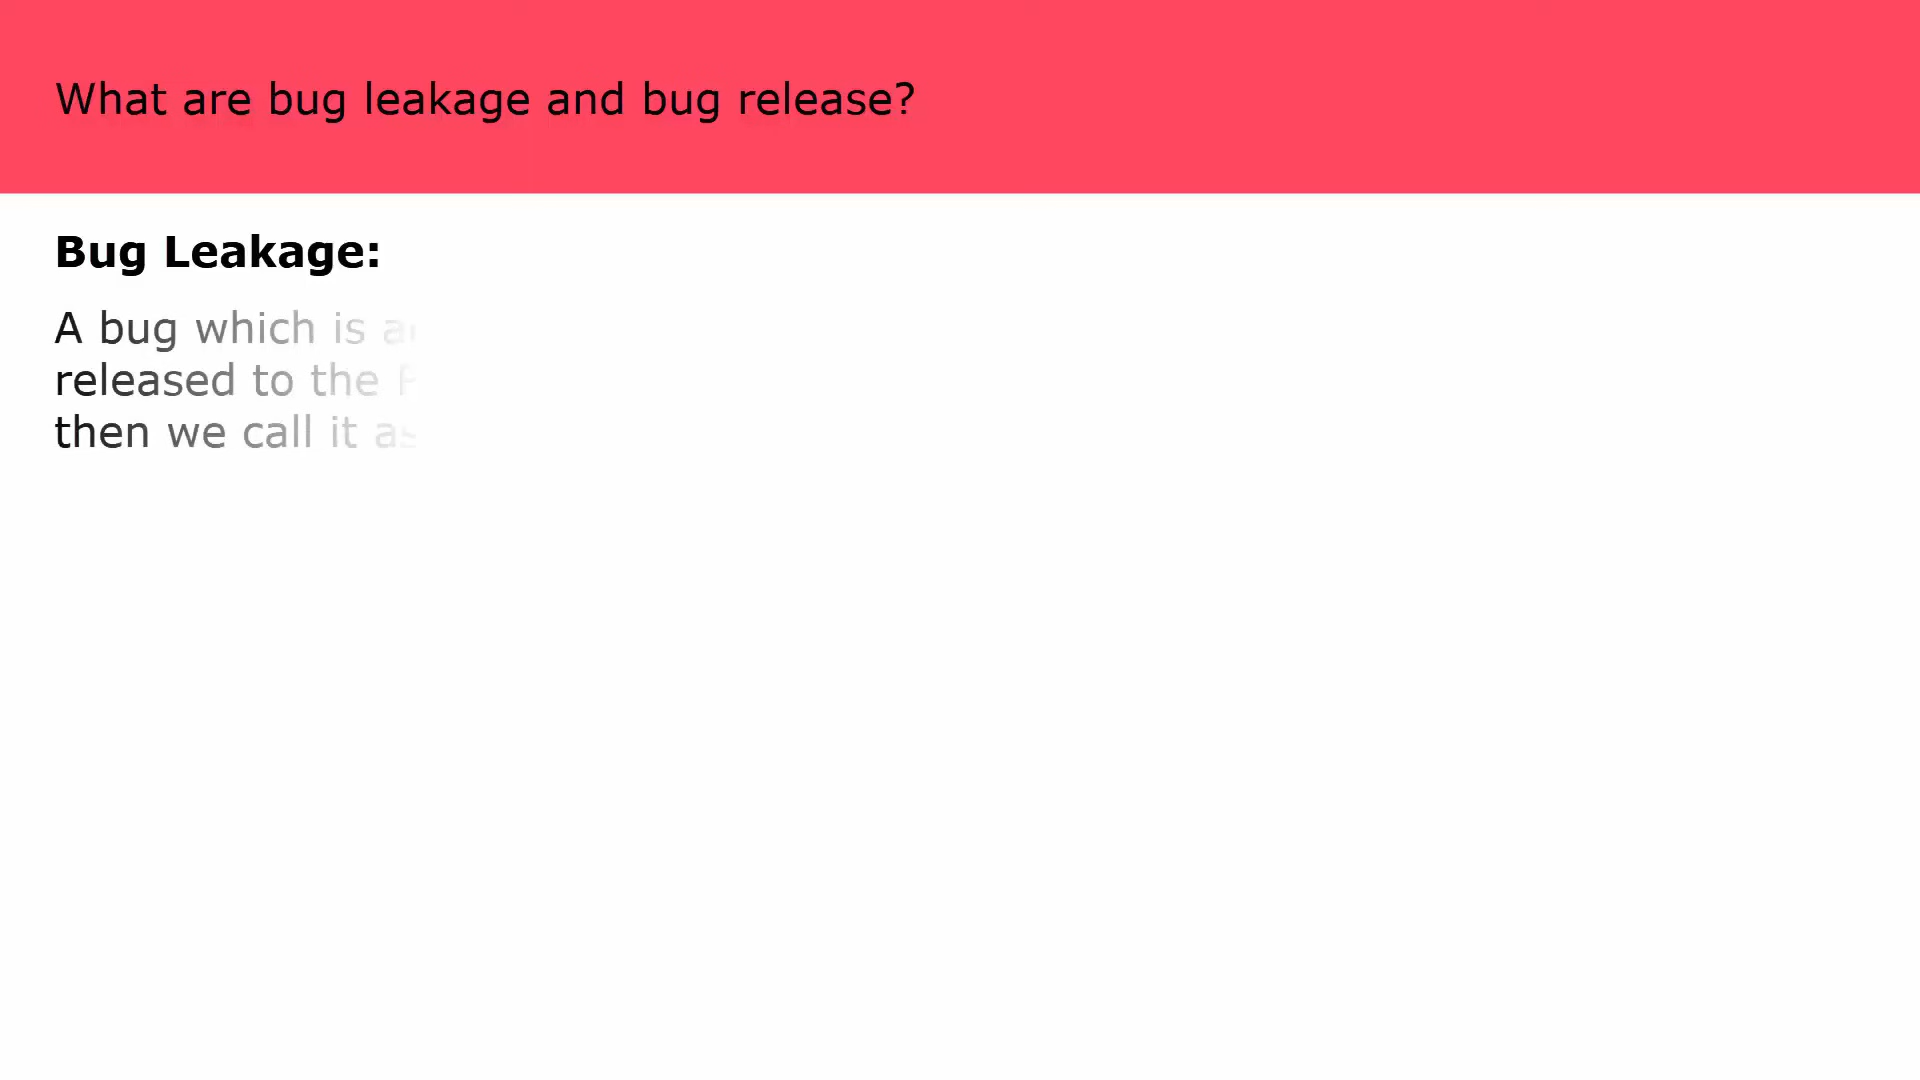 What are bug leakage and bug release?
Bug Leakage:
A bug which is
released to the
then we call it as